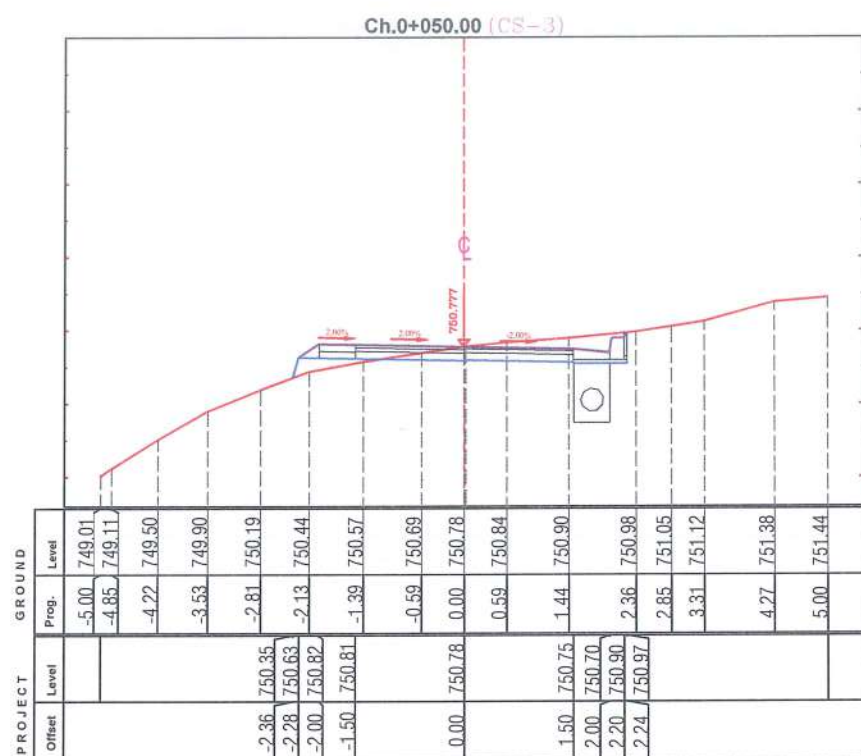 Ch.0+050.00 (CS-3)
750.777
2.00% 2.00% -2.00%
GROUND
Level 749.01 749.11 749.50 749.90 750.19 750.44 750.57 750.69 750.78 750.84 750.90 750.98 751.05 751.12 751.38 751.44
Prog. -5.00 -4.85 -4.22 -3.53 -2.81 -2.13 -1.39 -0.59 0.00 0.59 1.44 2.36 2.85 3.31 4.27 5.00
PROJECT
Level 750.35 750.63 750.82 750.81 750.78 750.75 750.70 750.90 750.97
Offset -2.36 -2.28 -2.00 -1.50 0.00 1.50 2.00 2.20 2.24